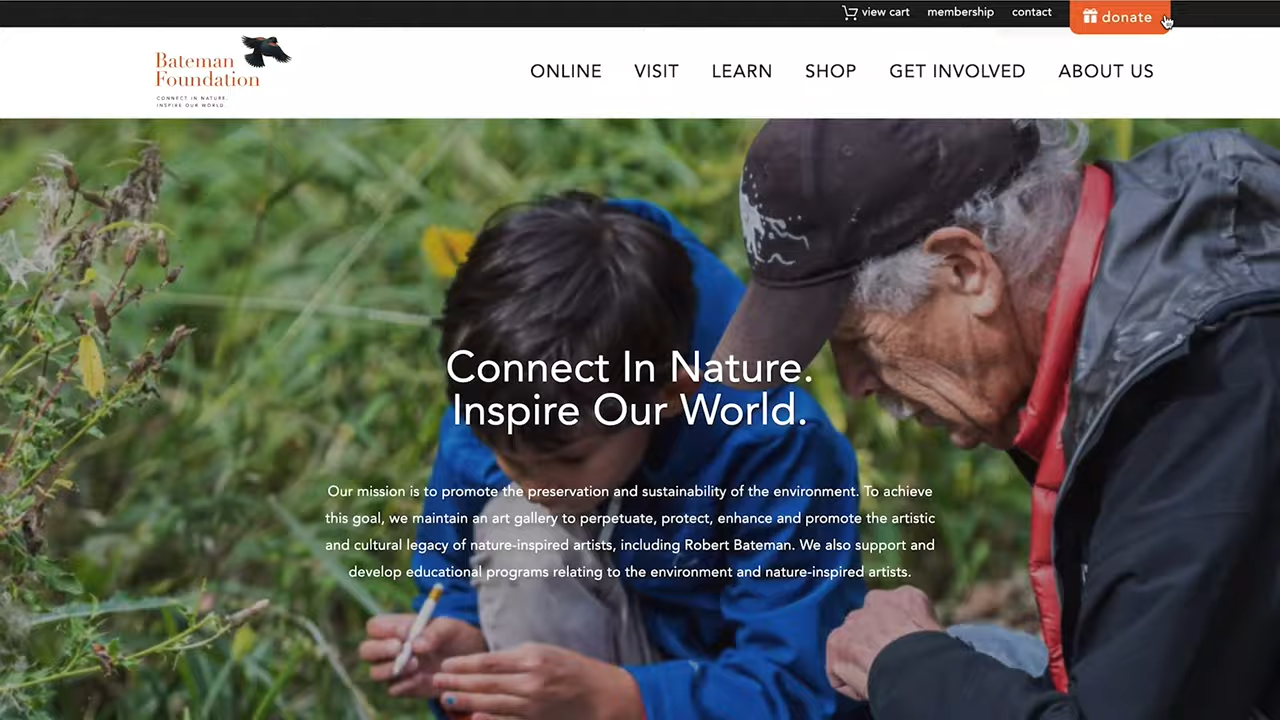 view cart membership contact donate
Bateman
Foundation
CONNECT IN NATURE.
INSPIRE OUR WORLD.
ONLINE VISIT LEARN SHOP GET INVOLVED ABOUT US
Connect In Nature.
Inspire Our World.
Our mission is to promote the preservation and sustainability of the environment. To achieve
this goal, we maintain an art gallery to perpetuate, protect, enhance and promote the artistic
and cultural legacy of nature-inspired artists, including Robert Bateman. We also support and
develop educational programs relating to the environment and nature-inspired artists.